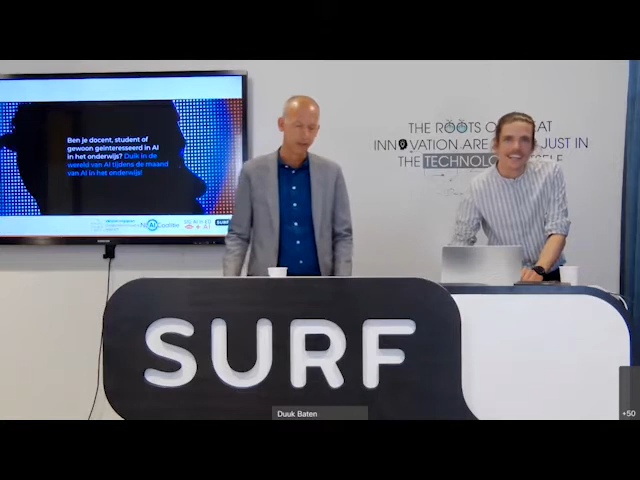 Ben je docent, student of
gewoon geïnteresseerd in AI
in het onderwijs? Duik in de
wereld van AI tijdens de maand
van AI in het onderwijs!
SURF
THE ROOTS OF
INNOVATION ARE JUST IN
THE TECHNOLOGY
SURF
Duuk Baten
+50